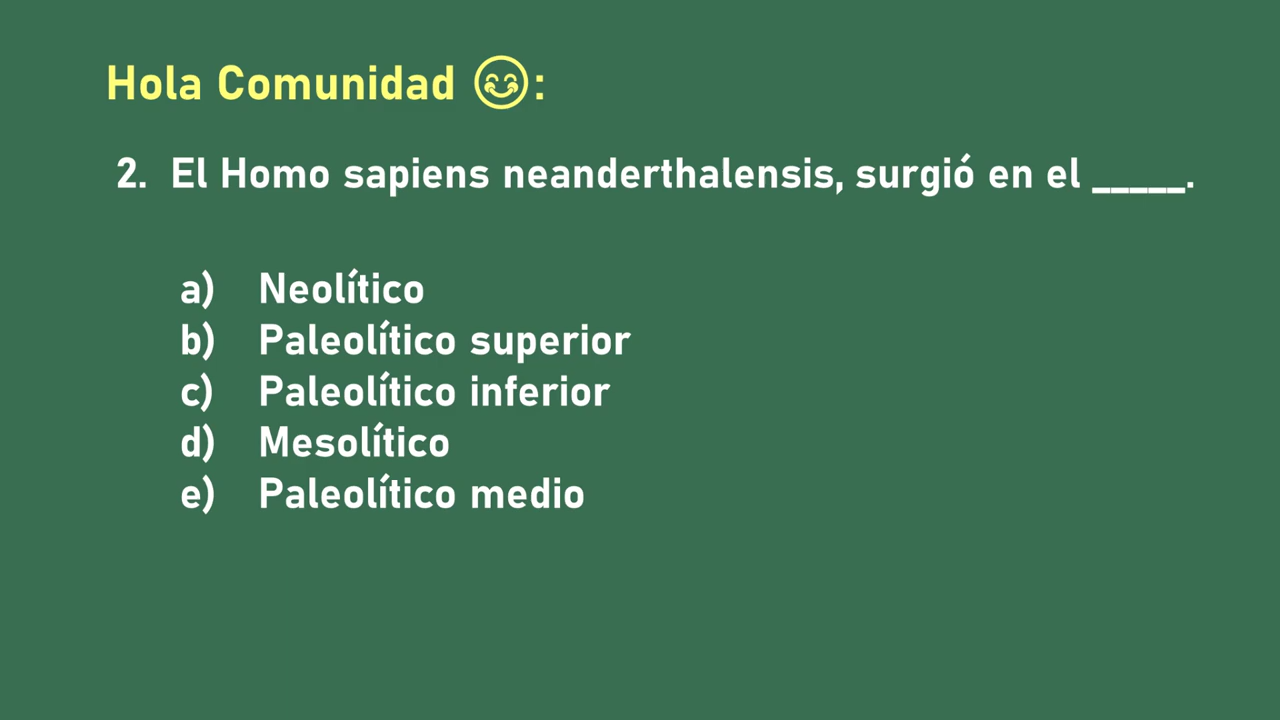 Hola Comunidad 😊:
2. El Homo sapiens neanderthalensis, surgió en el _____.
a) Neolítico
b) Paleolítico superior
c) Paleolítico inferior
d) Mesolítico
e) Paleolítico medio